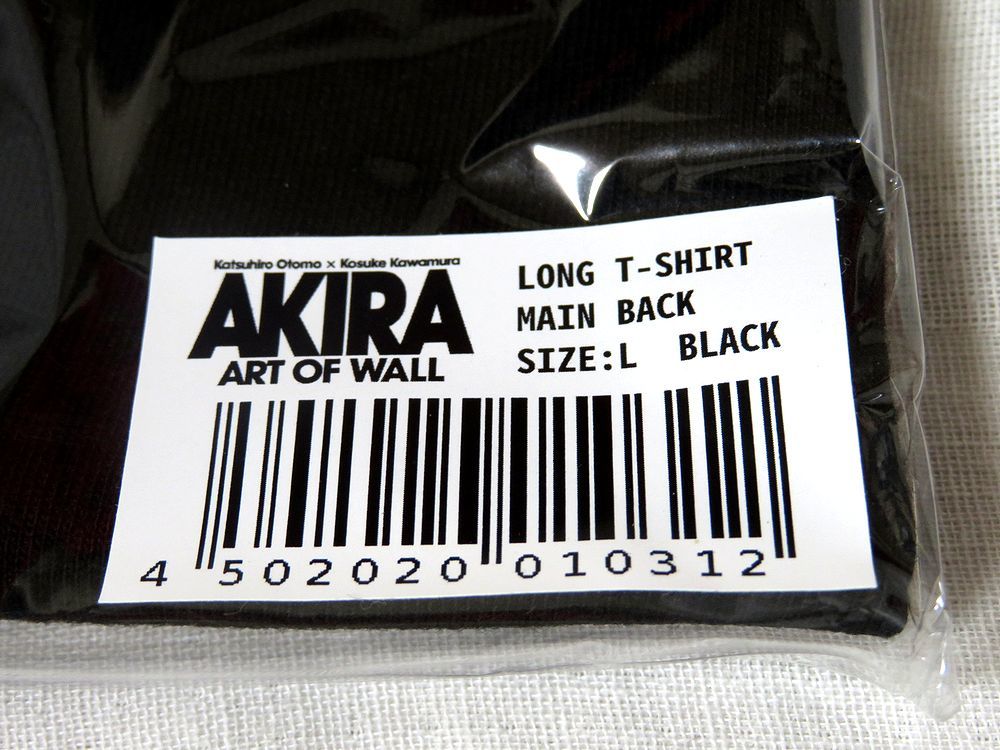 Katsuhiro Otomo × Kosuke Kawamura
AKIRA
ART OF WALL
LONG T-SHIRT
MAIN BACK
SIZE:L BLACK
4 502020 010312